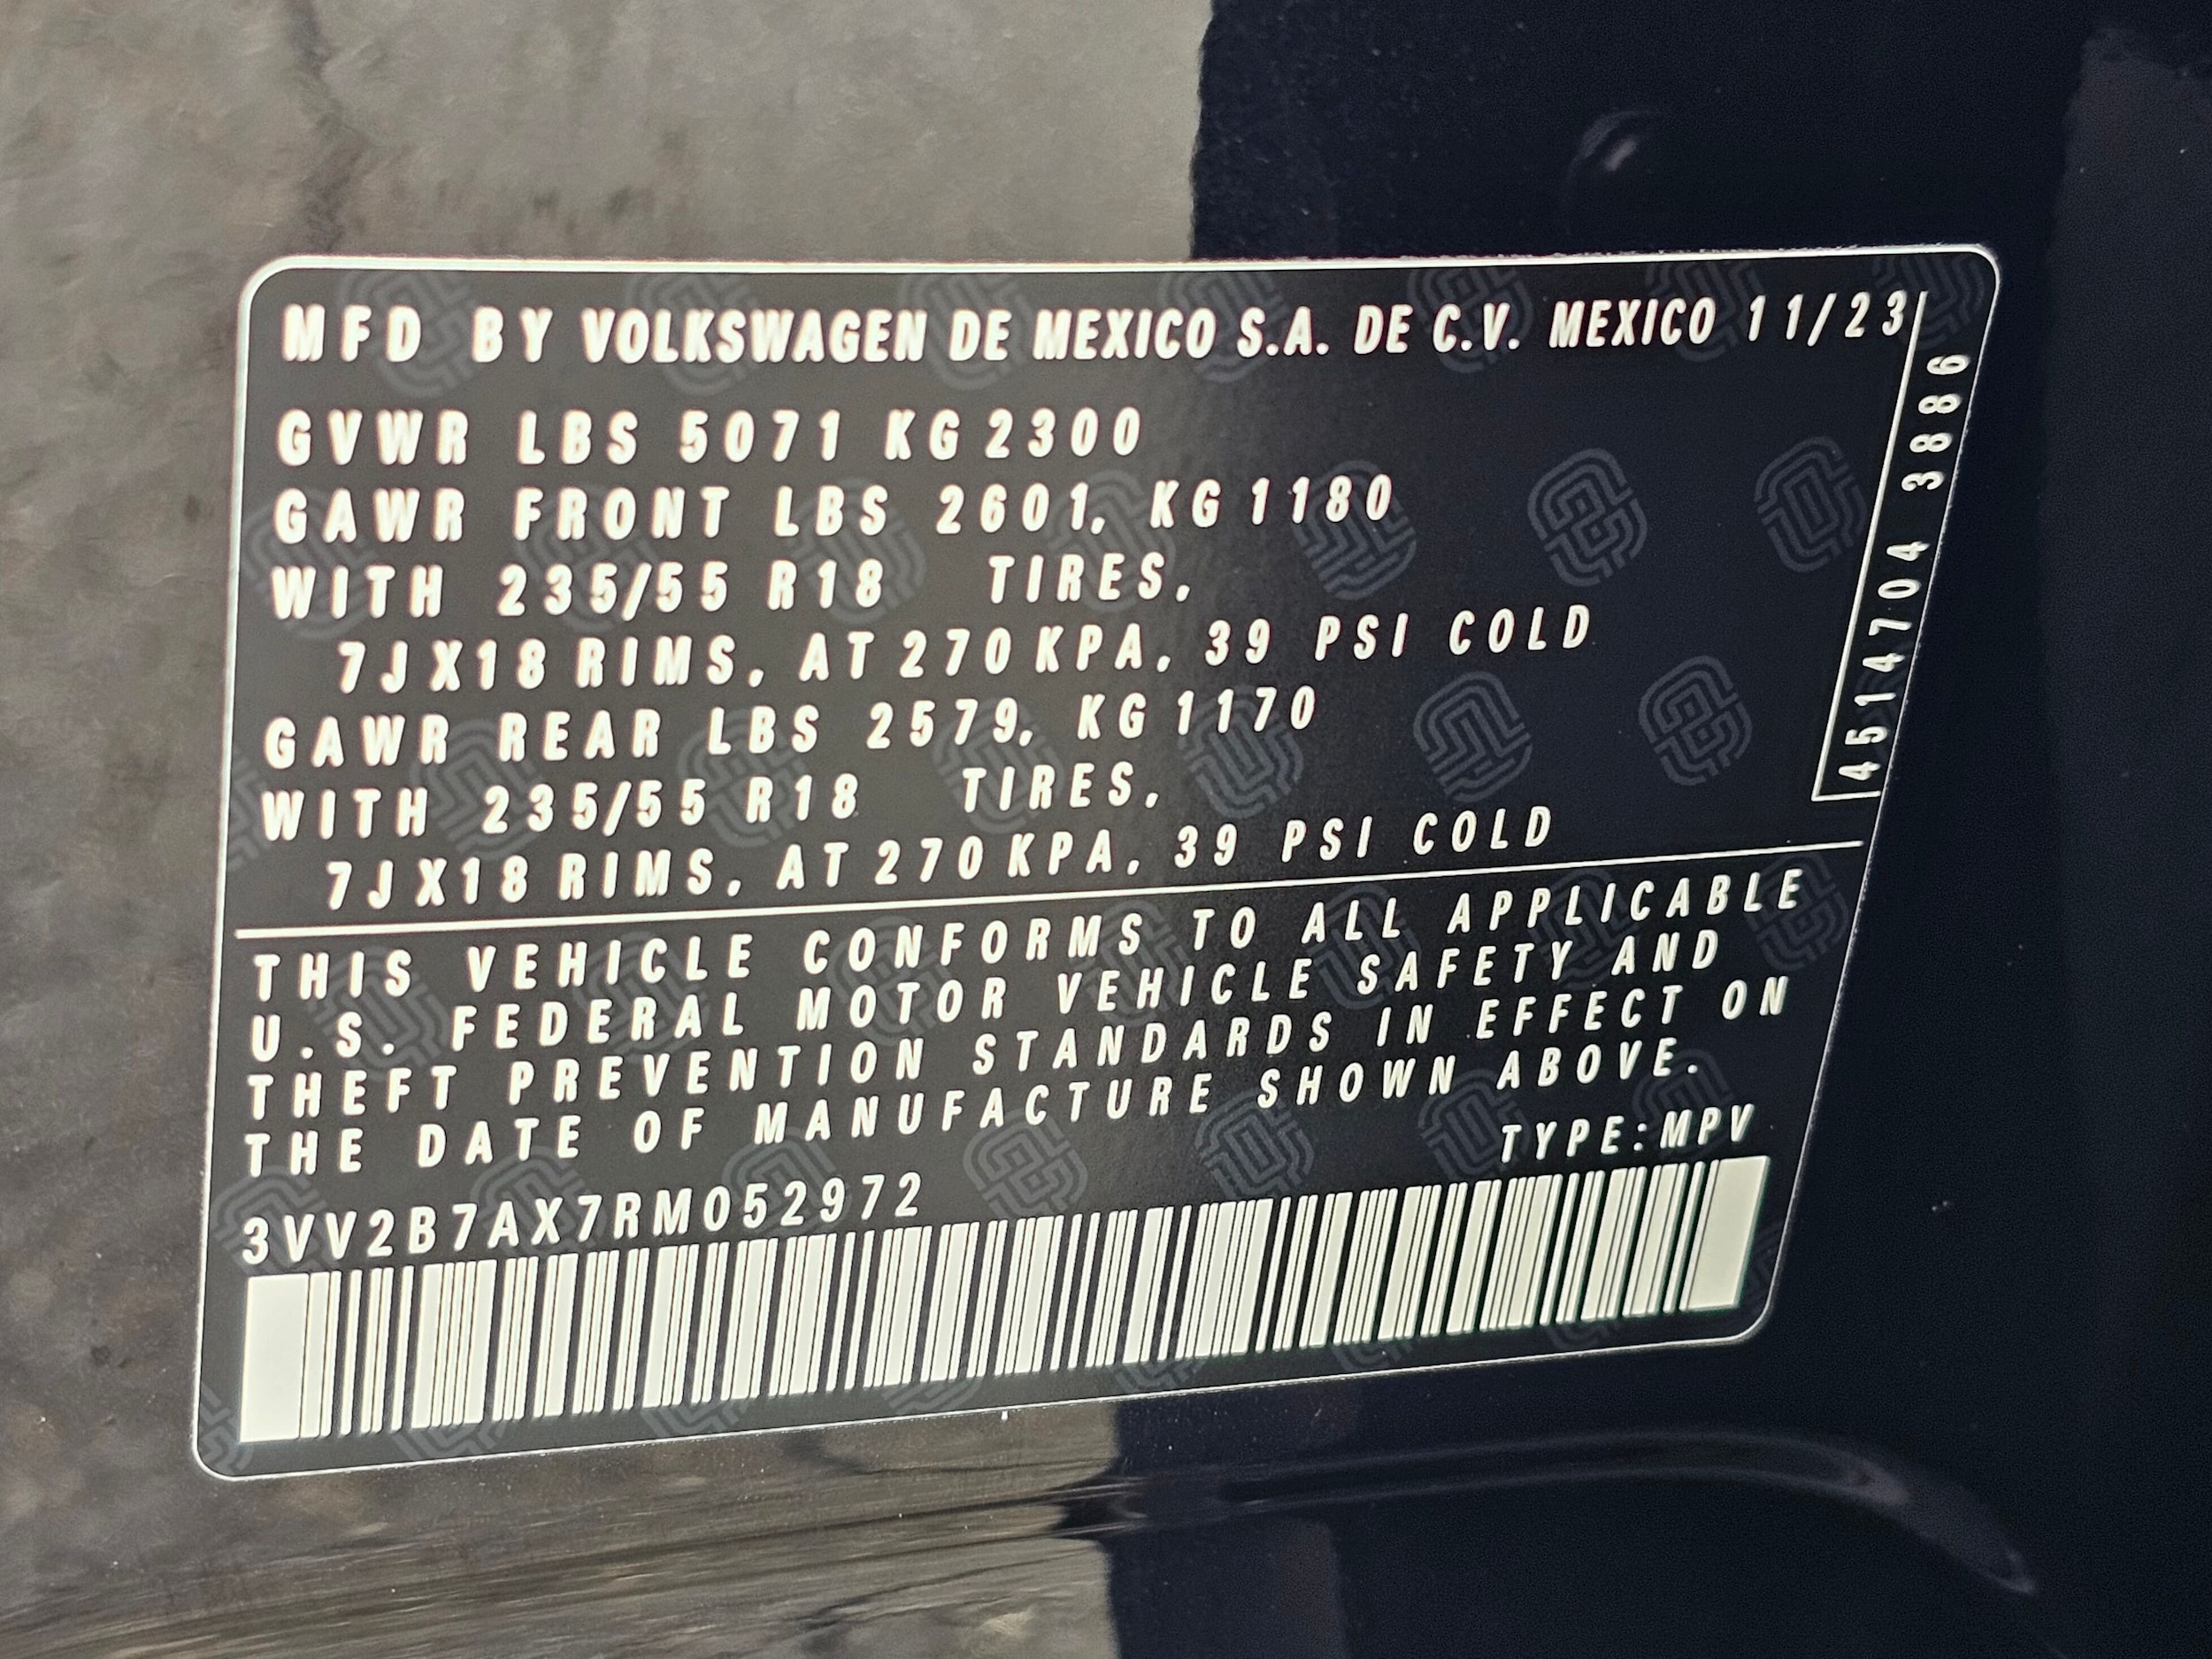 MFD BY VOLKSWAGEN DE MEXICO S.A. DE C.V. MEXICO 11/23
GVWR LBS 5071 KG 2300
GAWR FRONT LBS 2601, KG 1180
WITH 235/55 R18 TIRES,
7J X18 RIMS, AT 270 KPA, 39 PSI COLD
GAWR REAR LBS 2579, KG 1170
WITH 235/55 R18 TIRES,
7J X18 RIMS, AT 270 KPA, 39 PSI COLD
4514704 3886
THIS VEHICLE CONFORMS TO ALL APPLICABLE
U.S. FEDERAL MOTOR VEHICLE SAFETY AND
THEFT PREVENTION STANDARDS IN EFFECT ON
THE DATE OF MANUFACTURE SHOWN ABOVE.
TYPE:MPV
3VV2B7AX7RM052972